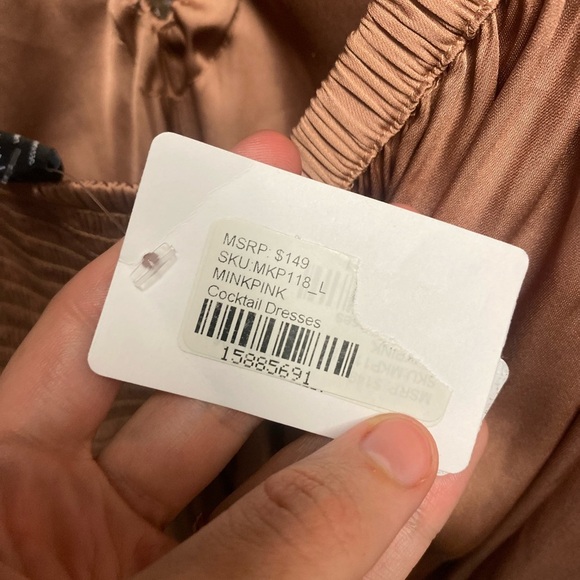 MSRP: $149
SKU:MKP118_L
MINKPINK
Cocktail Dresses
15885691